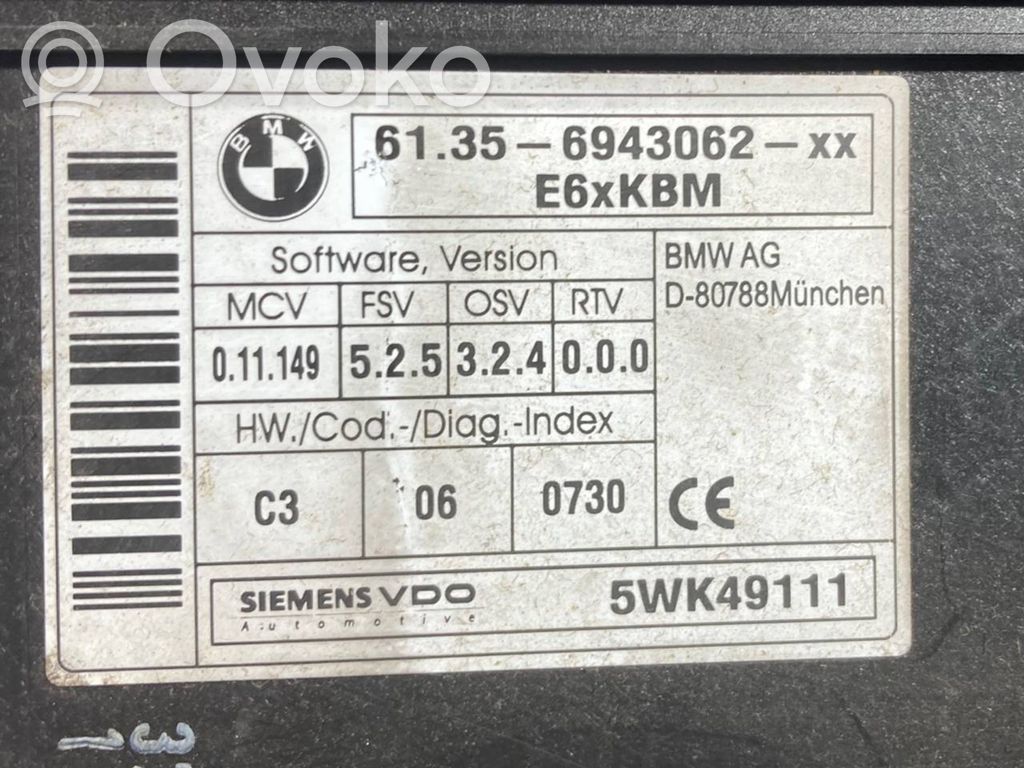 Ovoko
BMW
61.35 - 6943062 - xx
E6xKBM
Software, Version
MCV FSV OSV RTV
0.11.149 5.2.5 3.2.4 0.0.0
HW./Cod.-/Diag.-Index
C3 06 0730
BMW AG
D-80788München
CE
SIEMENS VDO
Automotive
5WK49111